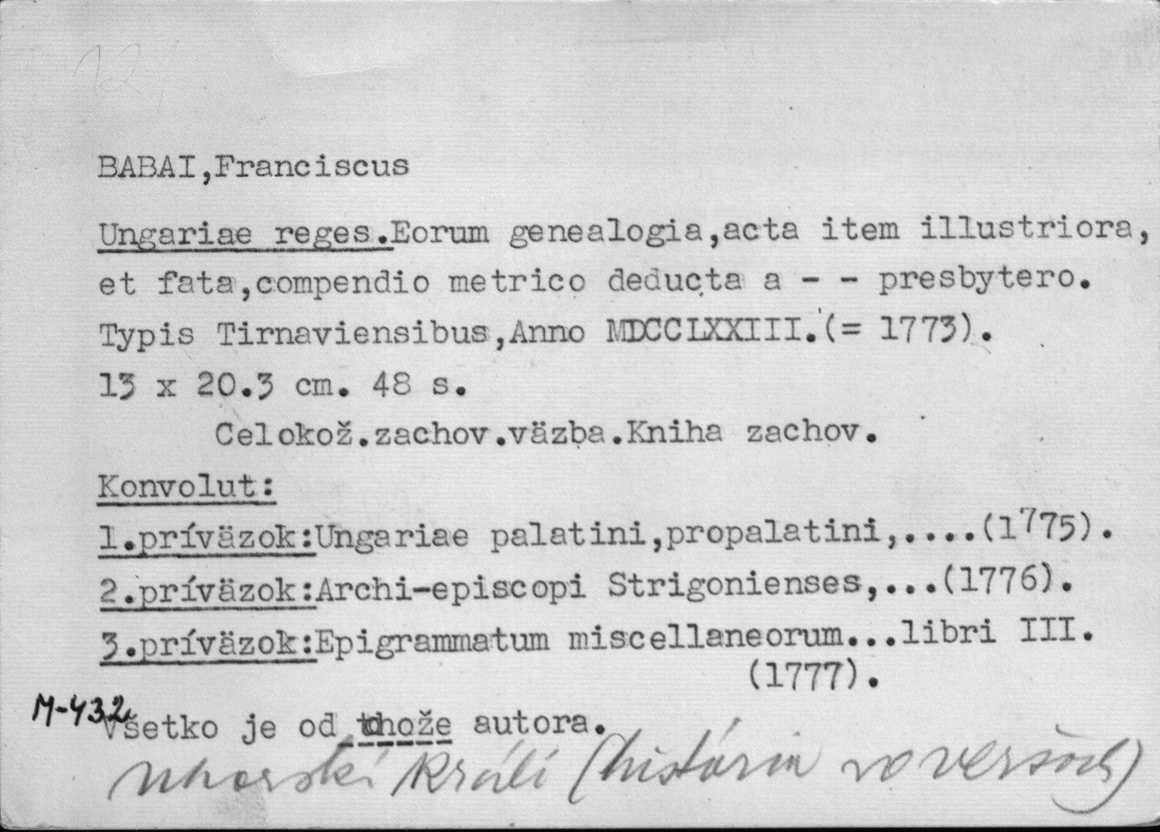 BABAI,Franciscus
Ungariae reges.Eorum genealogia,acta item illustriora,
et fata,compendio metrico deducta a - - presbytero.
Typis Tirnaviensibus,Anno MDCCLXXIII.(= 1773).
13 x 20.3 cm. 48 s.
Celokož.zachov.väzba.Kniha zachov.
Konvolut:
1.príväzok:Ungariae palatini,propalatini,....(1775).
2.príväzok:Archi-episcopi Strigonienses,...(1776).
3.príväzok:Epigrammatum miscellaneorum...libri III.
(1777).
M-432
Všetko je od tohože autora.
Uhorskí králi (história vo veršoch)